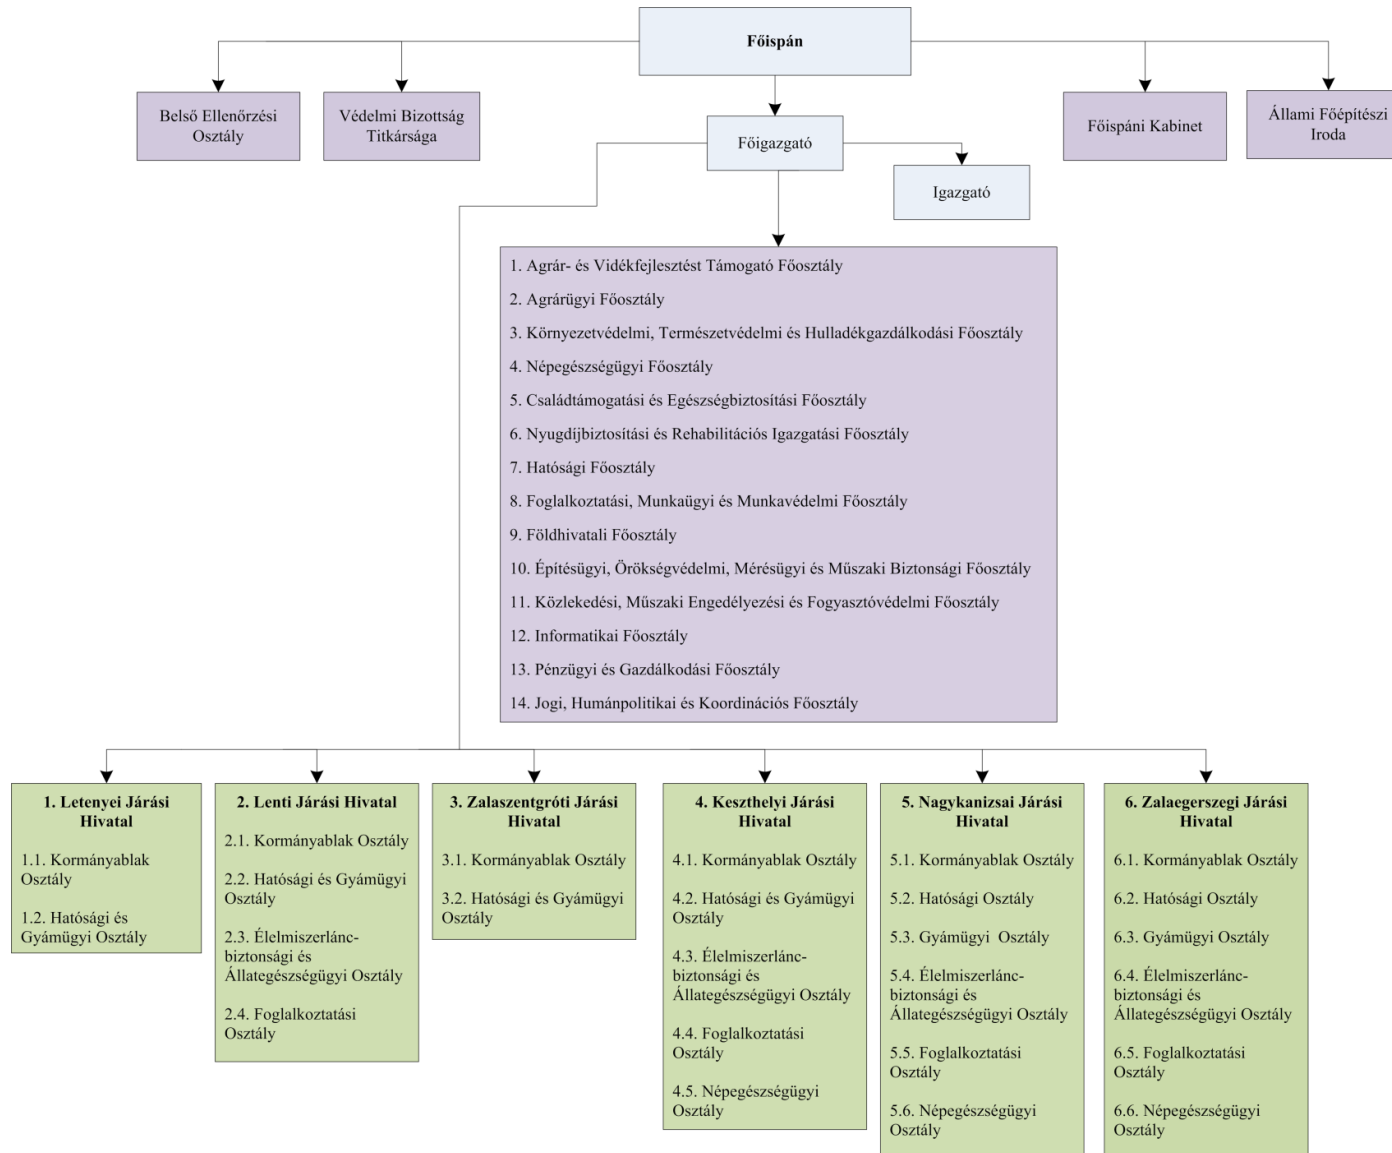 Főispán
Belső Ellenőrzési
Osztály
Védelmi Bizottság
Titkársága
Főispáni Kabinet
Állami Főépítészi
Iroda
Főigazgató
Igazgató
1. Agrár- és Vidékfejlesztést Támogató Főosztály
2. Agrárügyi Főosztály
3. Környezetvédelmi, Természetvédelmi és Hulladékgazdálkodási Főosztály
4. Népegészségügyi Főosztály
5. Családtámogatási és Egészségbiztosítási Főosztály
6. Nyugdíjbiztosítási és Rehabilitációs Igazgatási Főosztály
7. Hatósági Főosztály
8. Foglalkoztatási, Munkaügyi és Munkavédelmi Főosztály
9. Földhivatali Főosztály
10. Építésügyi, Örökségvédelmi, Mérésügyi és Műszaki Biztonsági Főosztály
11. Közlekedési, Műszaki Engedélyezési és Fogyasztóvédelmi Főosztály
12. Informatikai Főosztály
13. Pénzügyi és Gazdálkodási Főosztály
14. Jogi, Humánpolitikai és Koordinációs Főosztály
1. Letenyei Járási
Hivatal
1.1. Kormányablak
Osztály
1.2. Hatósági és
Gyámügyi Osztály
2. Lenti Járási Hivatal
2.1. Kormányablak Osztály
2.2. Hatósági és Gyámügyi
Osztály
2.3. Élelmiszerlánc-
biztonsági és
Állategészségügyi Osztály
2.4. Foglalkoztatási
Osztály
3. Zalaszentgróti Járási
Hivatal
3.1. Kormányablak Osztály
3.2. Hatósági és Gyámügyi
Osztály
4. Keszthelyi Járási
Hivatal
4.1. Kormányablak Osztály
4.2. Hatósági és Gyámügyi
Osztály
4.3. Élelmiszerlánc-
biztonsági és
Állategészségügyi Osztály
4.4. Foglalkoztatási
Osztály
4.5. Népegészségügyi
Osztály
5. Nagykanizsai Járási
Hivatal
5.1. Kormányablak Osztály
5.2. Hatósági Osztály
5.3. Gyámügyi Osztály
5.4. Élelmiszerlánc-
biztonsági és
Állategészségügyi Osztály
5.5. Foglalkoztatási
Osztály
5.6. Népegészségügyi
Osztály
6. Zalaegerszegi Járási
Hivatal
6.1. Kormányablak Osztály
6.2. Hatósági Osztály
6.3. Gyámügyi Osztály
6.4. Élelmiszerlánc-
biztonsági és
Állategészségügyi Osztály
6.5. Foglalkoztatási
Osztály
6.6. Népegészségügyi
Osztály